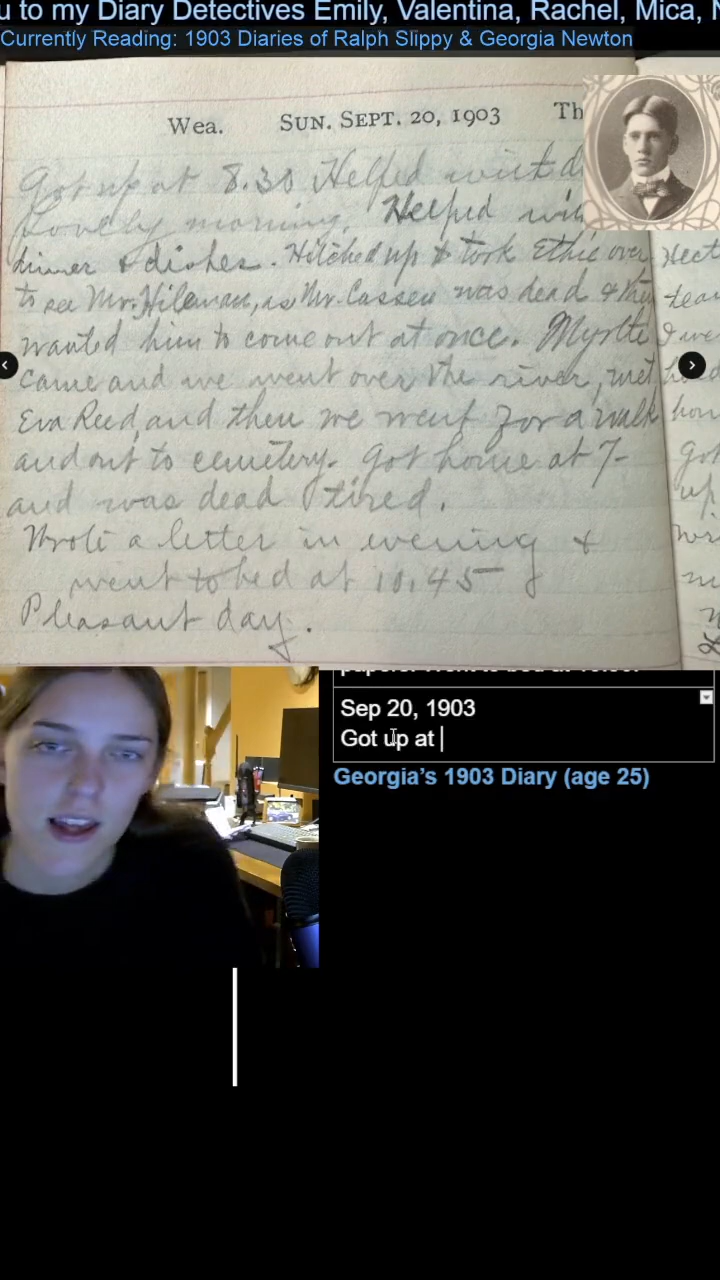 u to my Diary Detectives Emily, Valentina, Rachel, Mica,
Currently Reading: 1903 Diaries of Ralph Slippy & Georgia Newton
Wea. SUN. SEPT. 20, 1903 Th
Got up at 8.30 Helped with d
Lovely morning. Helped with
dinner & dishes. Hitched up & took Ethie over
to see Mr. Hileman, as Mr. Cassen was dead & they
wanted him to come out at once. Myrtle
came and we went over the river, met
Eva Reed, and then we went for a walk
and out to cemetery. Got home at 7-
and was dead tired.
Wrote a letter in evening &
went to bed at 10.45
Pleasant day.
Sep 20, 1903
Got up at
Georgia's 1903 Diary (age 25)